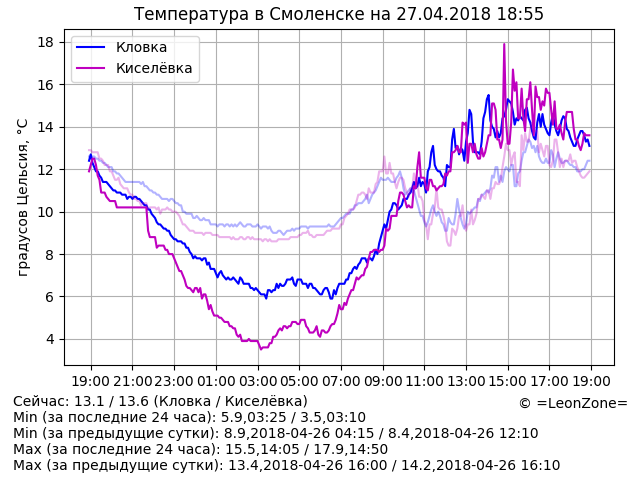 Температура в Смоленске на 27.04.2018 18:55
Кловка
Киселёвка
градусов Цельсия, °C
18
16
14
12
10
8
6
4
19:00 21:00 23:00 01:00 03:00 05:00 07:00 09:00 11:00 13:00 15:00 17:00 19:00
Сейчас: 13.1 / 13.6 (Кловка / Киселёвка)
© =LeonZone=
Min (за последние 24 часа): 5.9,03:25 / 3.5,03:10
Min (за предыдущие сутки): 8.9,2018-04-26 04:15 / 8.4,2018-04-26 12:10
Max (за последние 24 часа): 15.5,14:05 / 17.9,14:50
Max (за предыдущие сутки): 13.4,2018-04-26 16:00 / 14.2,2018-04-26 16:10